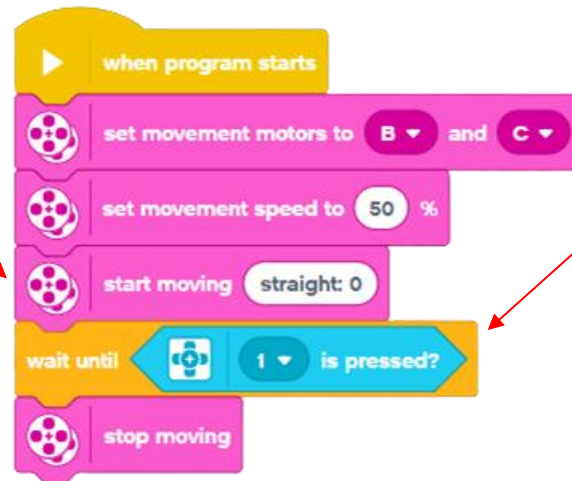 when program starts
set movement motors to B and C
set movement speed to 50 %
start moving straight: 0
wait until 1 is pressed?
stop moving